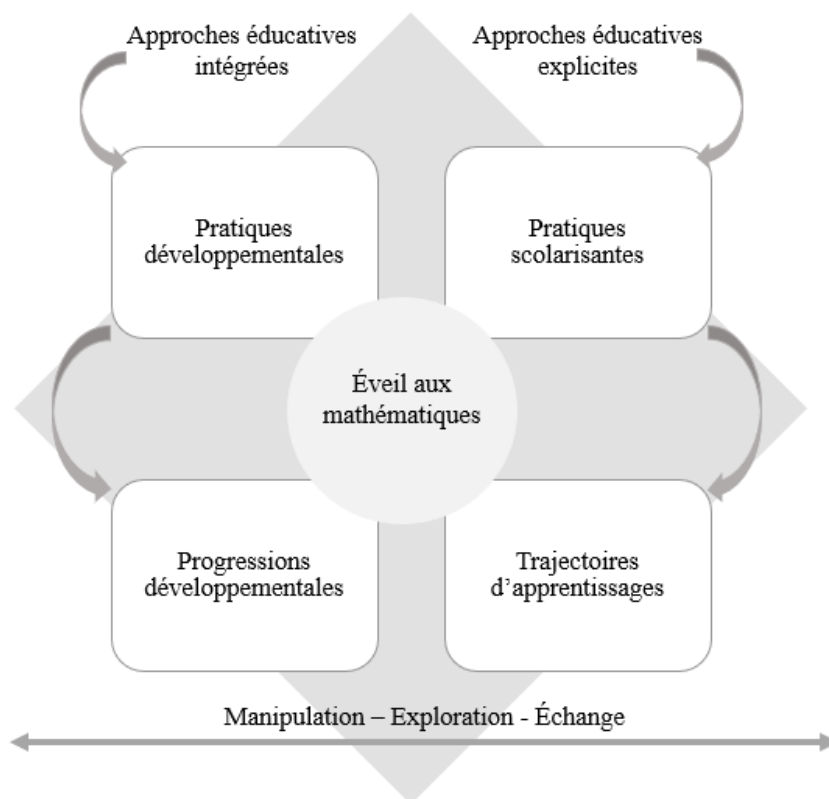 Approches éducatives
intégrées
Approches éducatives
explicites
Pratiques
développementales
Pratiques
scolarisantes
Éveil aux
mathématiques
Progressions
développementales
Trajectoires
d’apprentissages
Manipulation – Exploration - Échange